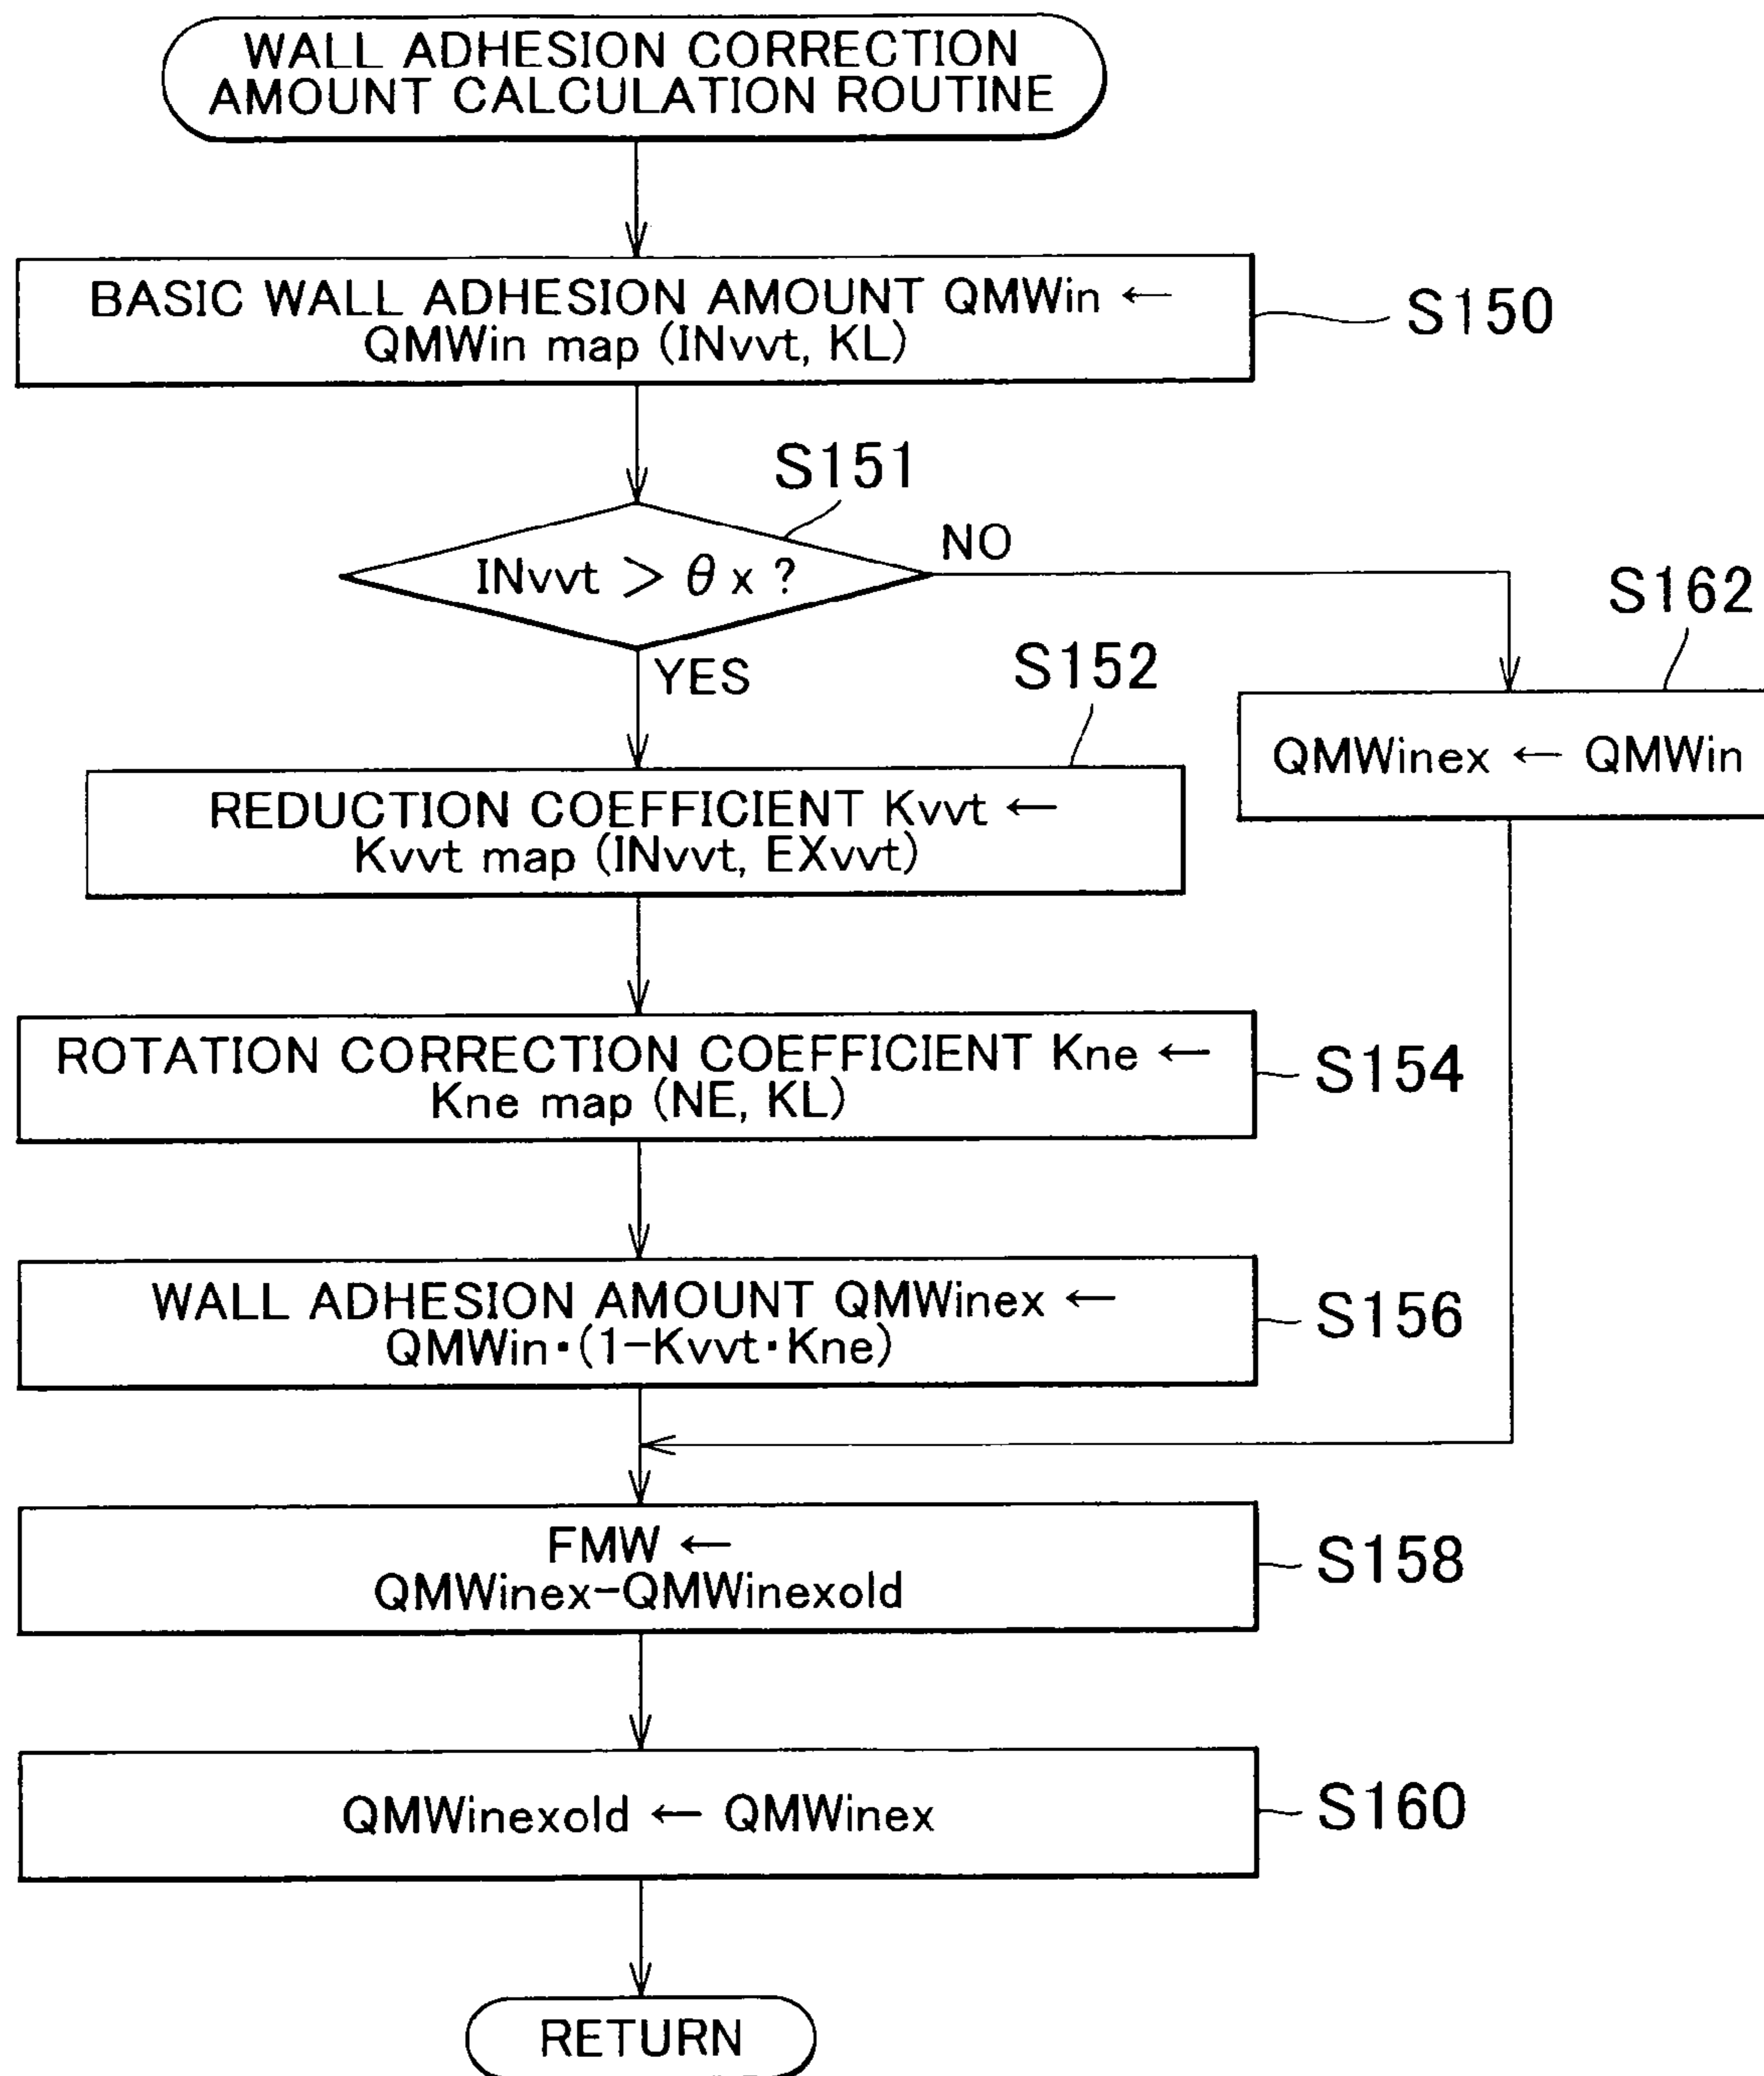 WALL ADHESION CORRECTION
AMOUNT CALCULATION ROUTINE
BASIC WALL ADHESION AMOUNT QMWin ←
QMWin map (INvvt, KL)
S150
S151
INvvt > θx ?
NO
YES
S162
QMWinex ← QMWin
S152
REDUCTION COEFFICIENT Kvvt ←
Kvvt map (INvvt, EXvvt)
ROTATION CORRECTION COEFFICIENT Kne ←
Kne map (NE, KL)
S154
WALL ADHESION AMOUNT QMWinex ←
QMWin·(1-Kvvt·Kne)
S156
FMW ←
QMWinex-QMWinexold
S158
QMWinexold ← QMWinex
S160
RETURN